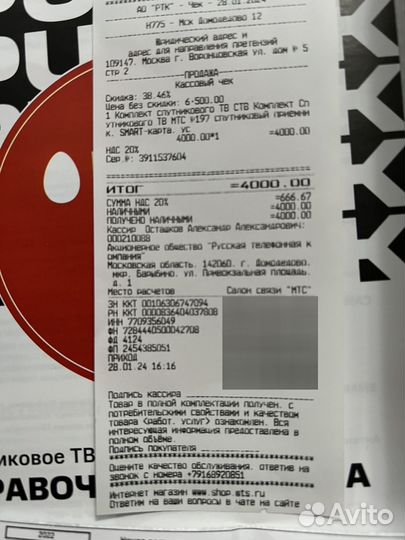 АО "РТК" - Чек - 28.01.2024
Н775 - Мск Домодедово 12
Юридический адрес и
адрес для направления претензий
109147. Москва г. Воронцовская ул. дом № 5
стр 2
ПРОДАЖА
Кассовый чек
Скидка: 38.46%
Цена без скидки: 6-500.00
1 Комплект спутникового ТВ СТВ Комплект Сп
утникового ТВ МТС №197 спутниковый приемни
к. SMART-карта. ус
4000.00*1 =4000.00
НДС 20%
Сер.№: 3911537604
ИТОГ =4000.00
СУММА НДС 20% =666.67
НАЛИЧНЫМИ =4000.00
ПОЛУЧЕНО НАЛИЧНЫМИ =4000.00
Кассир Осташков Александр Александрович:
000210088
Акционерное общество "Русская телефонная к
омпания"
Московская область. 142060. г. Домодедово.
мкр. Барыбино. ул. Привокзальная площадь.
д. 1
Место расчетов Салон связи "МТС"
ЗН ККТ 00106306747094
РН ККТ 0000836404037808
ИНН 7709356049
ФН 7284440500042708
ФД 4124
ФП 2454385051
ПРИХОД
28.01.24 16:16
Подпись кассира
Товар в полной комплектации получен. с
потребительскими свойствами и качеством
товара <работ. услуг> ознакомлен. Вся
интересующая информация предоставлена в
полном объёме.
Подпись покупателя
Оцените качество обслуживания. ответив на
звонок с номера +79168920851
Интернет магазин www.shop.mts.ru
Ответим на ваши вопросы в чате на сайте
иковое ТВ
РАВОЧ
А
2022
Avito